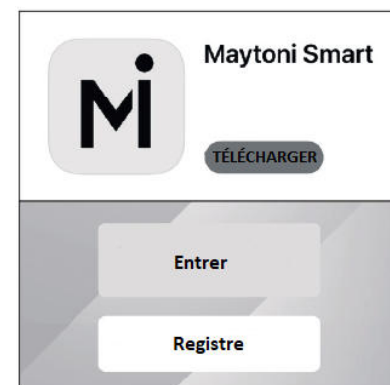 Maytoni Smart
Mi
TÉLÉCHARGER
Entrer
Registre